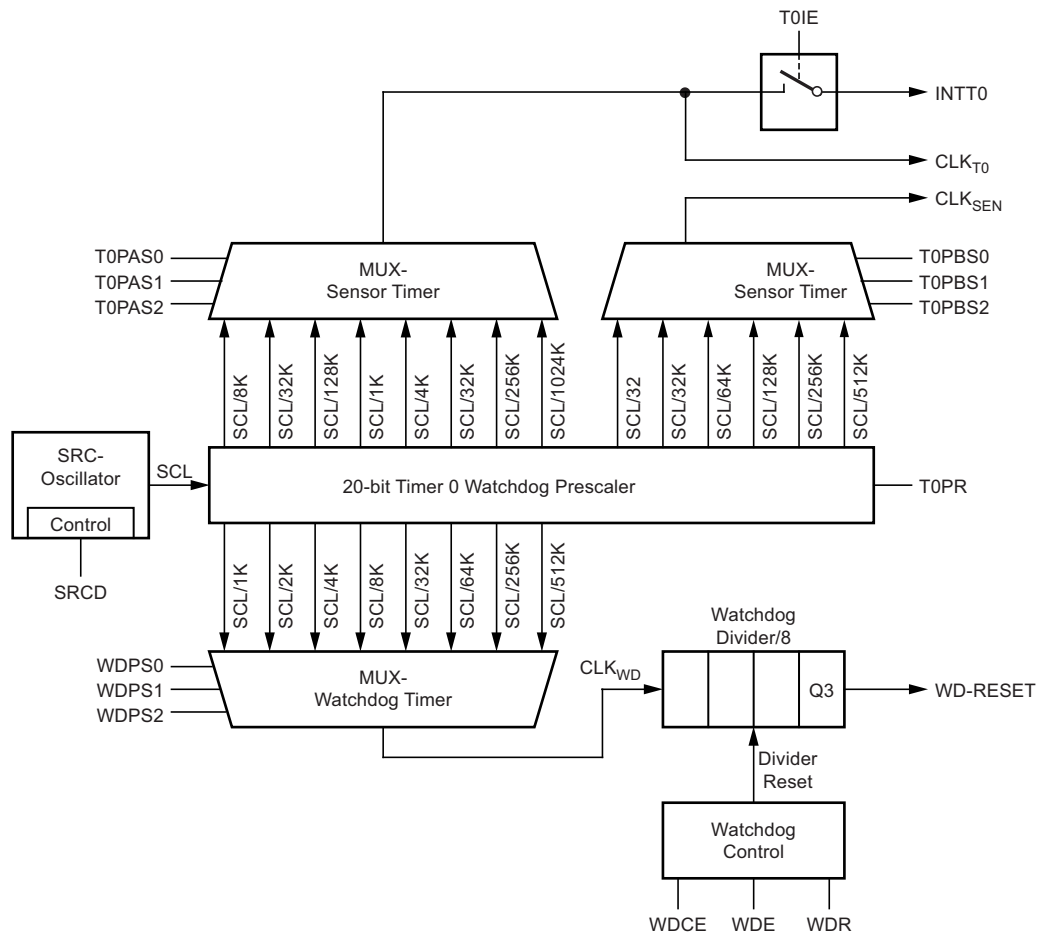 T0IE
INTT0
CLKT0
CLKSEN
T0PAS0
T0PAS1
T0PAS2
MUX-
Sensor Timer
MUX-
Sensor Timer
T0PBS0
T0PBS1
T0PBS2
SCL/8K
SCL/32K
SCL/128K
SCL/1K
SCL/4K
SCL/32K
SCL/256K
SCL/1024K
SCL/32
SCL/32K
SCL/64K
SCL/128K
SCL/256K
SCL/512K
SRC-
Oscillator
Control
SRCD
SCL
20-bit Timer 0 Watchdog Prescaler
T0PR
SCL/1K
SCL/2K
SCL/4K
SCL/8K
SCL/32K
SCL/64K
SCL/256K
SCL/512K
WDPS0
WDPS1
WDPS2
MUX-
Watchdog Timer
CLKWD
Watchdog
Divider/8
Q3
WD-RESET
Divider
Reset
Watchdog
Control
WDCE
WDE
WDR